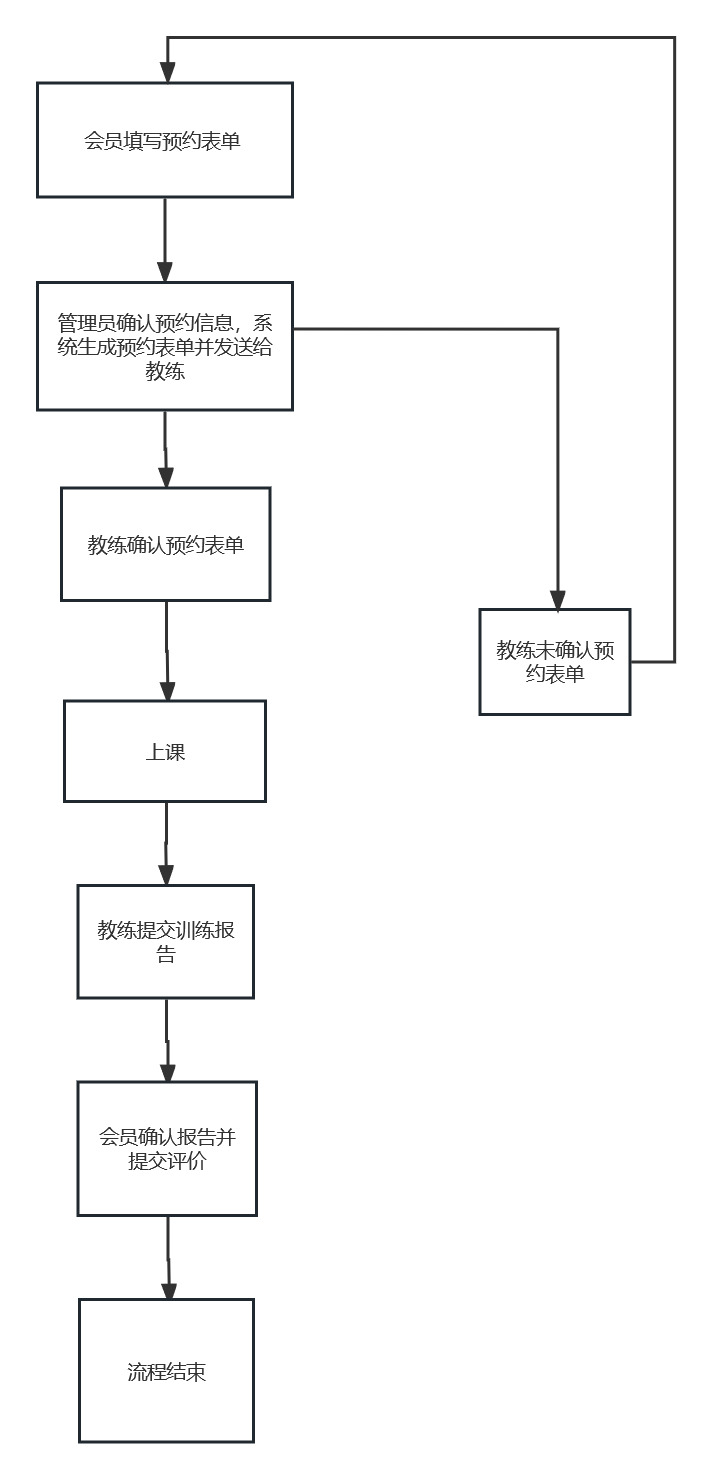 会员填写预约表单
管理员确认预约信息，系
统生成预约表单并发送给
教练
教练确认预约表单
教练未确认预
约表单
上课
教练提交训练报
告
会员确认报告并
提交评价
流程结束